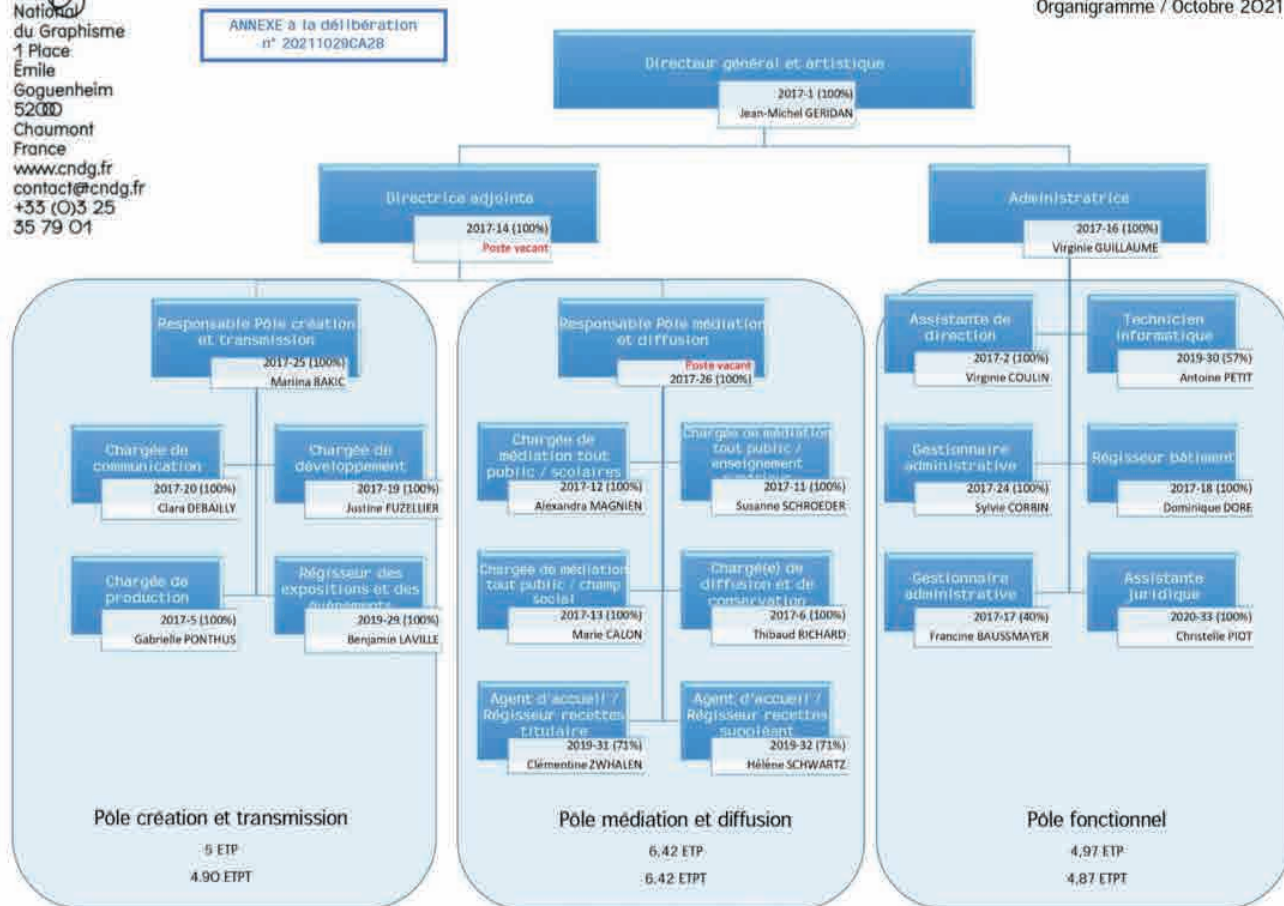 National
du Graphisme
1 Place
Émile
Goguenheim
52000
Chaumont
France
www.cndg.fr
contact@cndg.fr
+33 (0)3 25
35 79 01
ANNEXE à la délibération
n° 20211029CA28
Organigramme / Octobre 2021
Directeur général et artistique
2017-1 (100%)
Jean-Michel GERIDAN
Directrice adjointe
2017-14 (100%)
Poste vacant
Administratrice
2017-16 (100%)
Virginie GUILLAUME
Responsable Pôle création
et transmission
2017-25 (100%)
Mariina BAKIC
Chargée de
communication
2017-20 (100%)
Clara DEBAILLY
Chargée de
développement
2017-19 (100%)
Justine FUZELLIER
Chargée de
production
2017-5 (100%)
Gabrielle PONTHUS
Régisseur des
expositions et des
événements
2019-29 (100%)
Benjamin LAVILLE
Pôle création et transmission
5 ETP
4.90 ETPT
Responsable Pôle médiation
et diffusion
Poste vacant
2017-26 (100%)
Chargée de
médiation tout
public / scolaires
2017-12 (100%)
Alexandra MAGNIEN
Chargée de médiation
tout public /
enseignement
2017-11 (100%)
Susanne SCHROEDER
Chargée de médiation
tout public / champ
social
2017-13 (100%)
Marie CALON
Chargé(e) de
diffusion et de
conservation
2017-6 (100%)
Thibaud RICHARD
Agent d'accueil /
Régisseur recettes
titulaire
2019-31 (71%)
Clémentine ZWHALEN
Agent d'accueil /
Régisseur recettes
suppléant
2019-32 (71%)
Hélène SCHWARTZ
Pôle médiation et diffusion
6,42 ETP
6,42 ETPT
Assistante de
direction
2017-2 (100%)
Virginie COULIN
Technicien
informatique
2019-30 (57%)
Antoine PETIT
Gestionnaire
administrative
2017-24 (100%)
Sylvie CORBIN
Régisseur bâtiment
2017-18 (100%)
Dominique DORE
Gestionnaire
administrative
2017-17 (40%)
Francine BAUSSMAYER
Assistante
juridique
2020-33 (100%)
Christelle PIOT
Pôle fonctionnel
4,97 ETP
4,87 ETPT